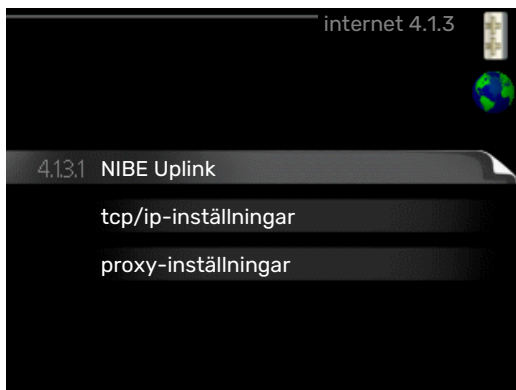 internet 4.1.3
4.1.3.1 NIBE Uplink
tcp/ip-inställningar
proxy-inställningar